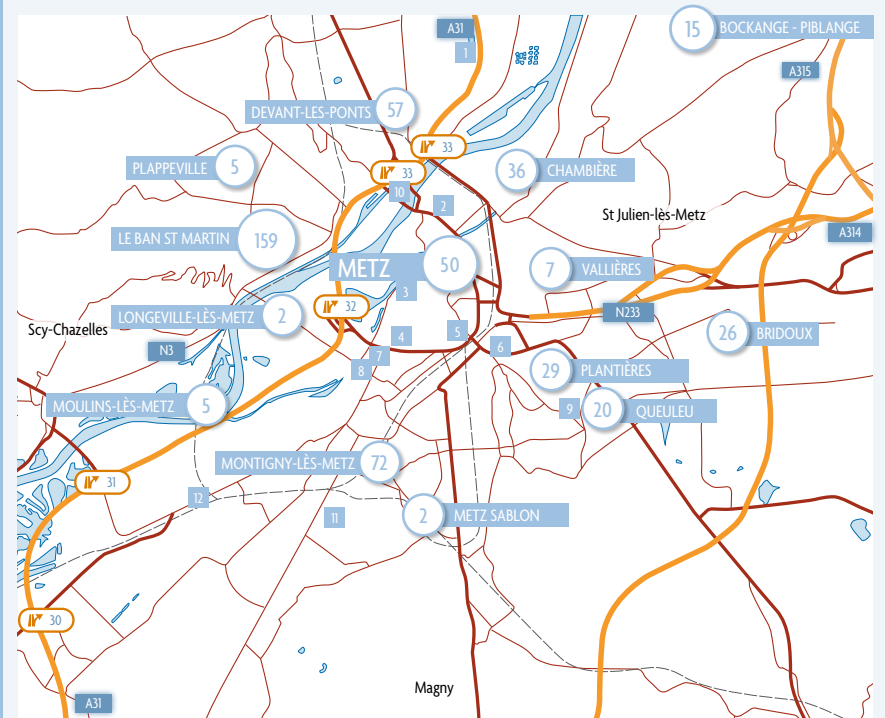 15 BOCKANGE - PIBLANGE
A31
1
A315
DEVANT-LES-PONTS 57
33
PLAPPEVILLE 5
33
36 CHAMBIÈRE
10
2
St Julien-lès-Metz
LE BAN ST MARTIN 159
A314
METZ 50
7 VALLIÈRES
3
32
LONGEVILLE-LÈS-METZ 2
N233
Scy-Chazelles
26 BRIDOUX
4
5
6
N3
7
8
29 PLANTIÈRES
MOULINS-LÈS-METZ 5
9
20 QUEULEU
MONTIGNY-LÈS-METZ 72
31
12
11
2 METZ SABLON
30
Magny
A31